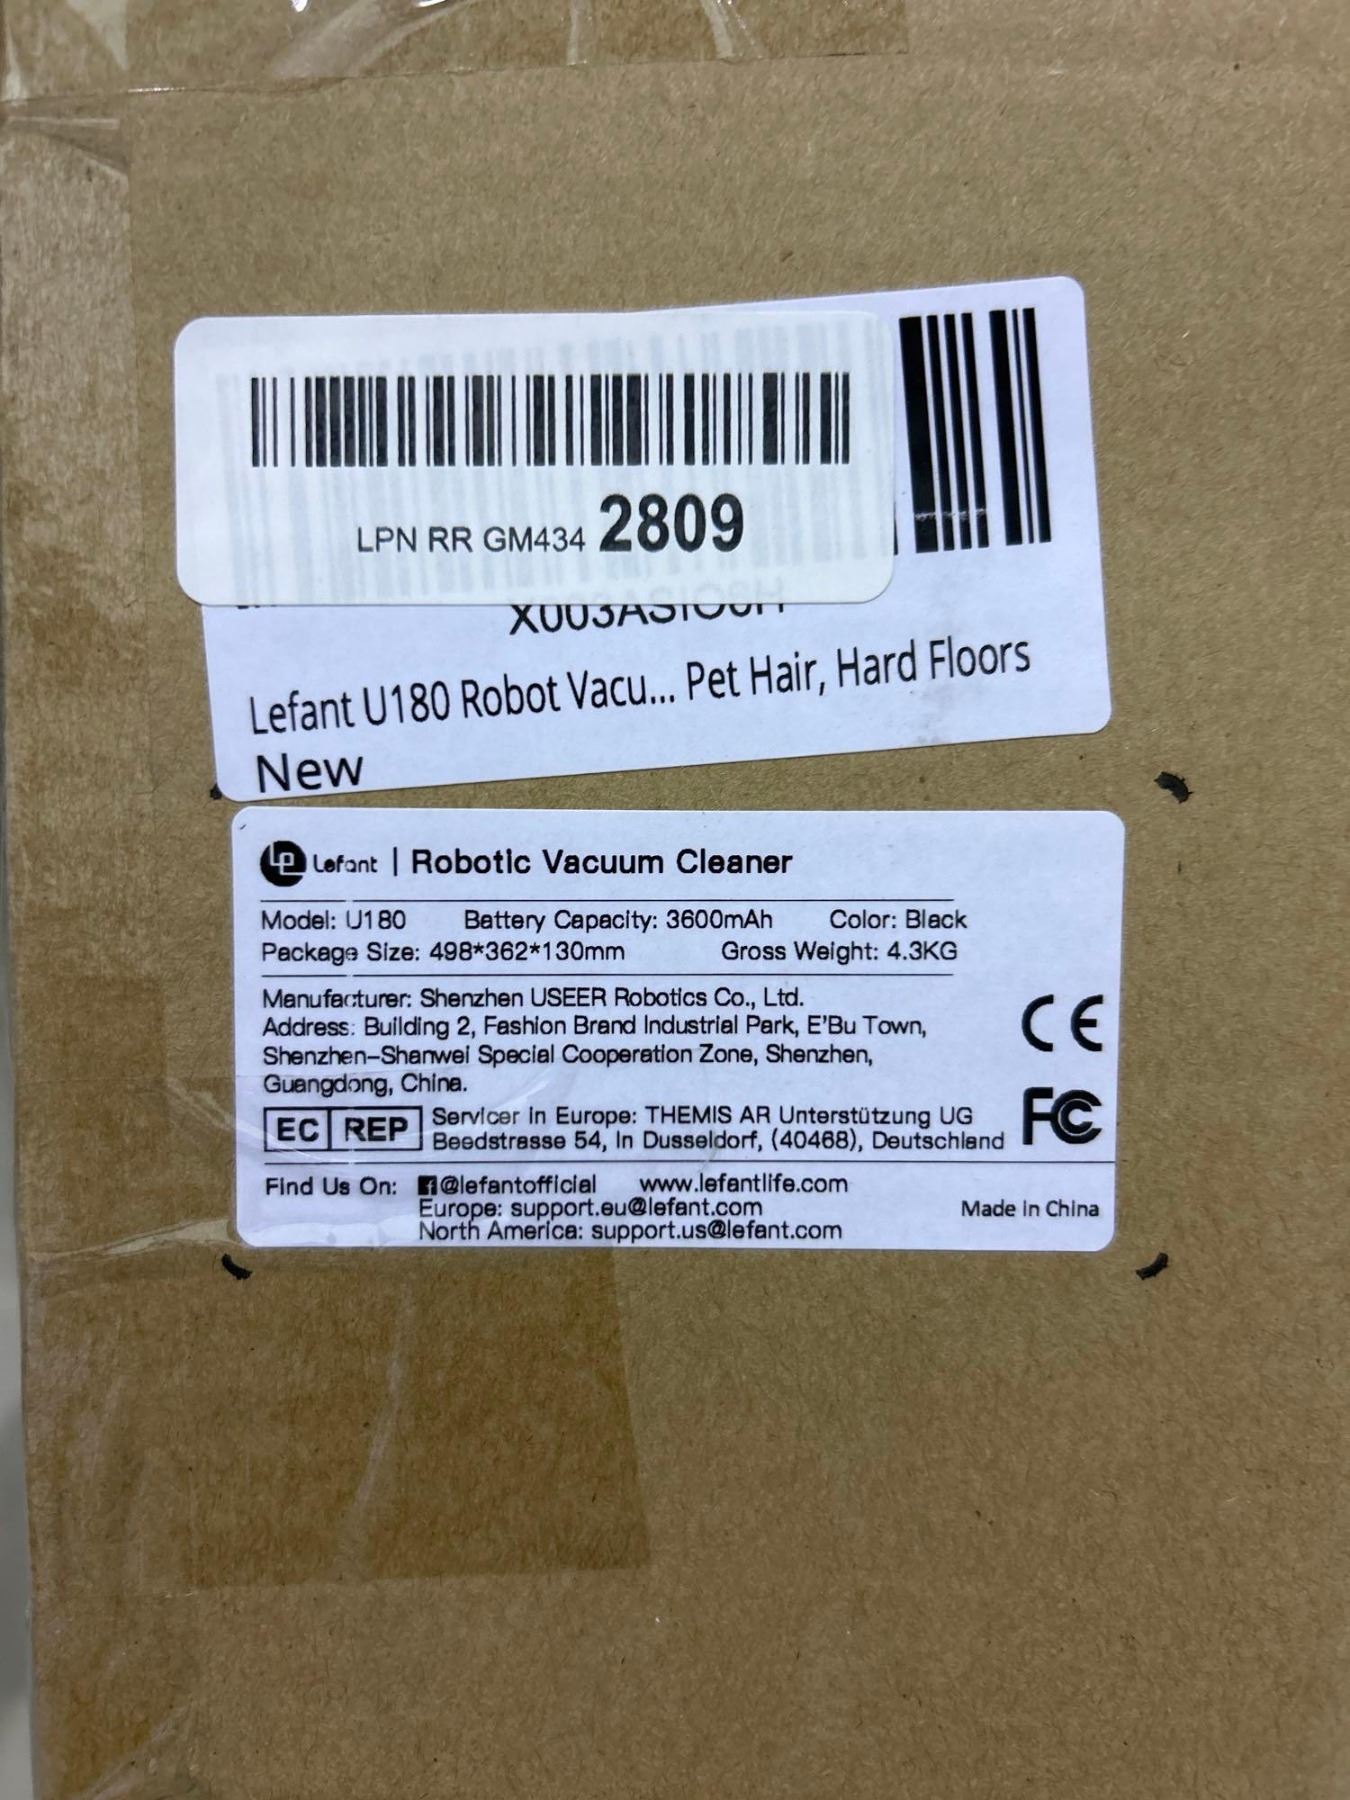 LPN RR GM434 2809
Lefant U180 Robot Vacu... Pet Hair, Hard Floors
New
Lefant | Robotic Vacuum Cleaner
Model: U180 Battery Capacity: 3600mAh Color: Black
Package Size: 498*362*130mm Gross Weight: 4.3KG
Manufacturer: Shenzhen USEER Robotics Co., Ltd.
Address: Building 2, Fashion Brand Industrial Park, E'Bu Town,
Shenzhen-Shanwei Special Cooperation Zone, Shenzhen,
Guangdong, China.
CE
FC
EC REP
Servicer in Europe: THEMIS AR Unterstützung UG
Beedstrasse 54, In Dusseldorf, (40468), Deutschland
Find Us On: @lefantofficial www.lefantlife.com
Europe: support.eu@lefant.com
North America: support.us@lefant.com
Made in China